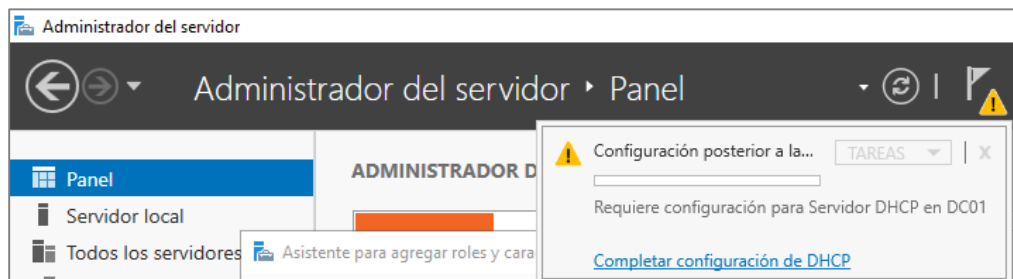 Administrador del servidor
Administrador del servidor ‣ Panel
Configuración posterior a la...
TAREAS
X
Panel
ADMINISTRADOR D
Requiere configuración para Servidor DHCP en DC01
Servidor local
Todos los servidores
Asistente para agregar roles y cara
Completar configuración de DHCP